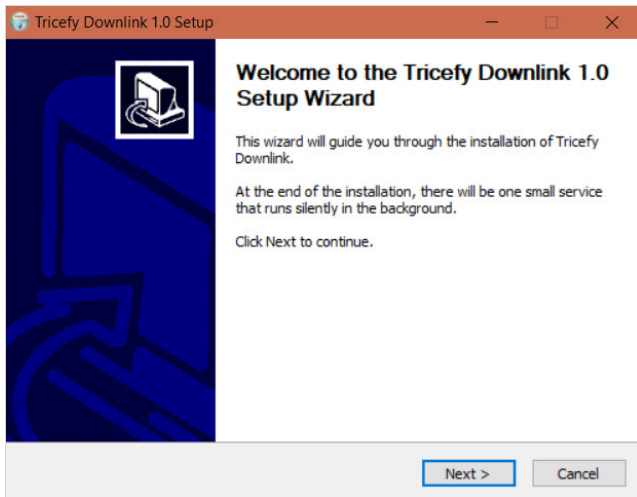 Tricefy Downlink 1.0 Setup
Welcome to the Tricefy Downlink 1.0
Setup Wizard
This wizard will guide you through the installation of Tricefy
Downlink.
At the end of the installation, there will be one small service
that runs silently in the background.
Click Next to continue.
Next >
Cancel